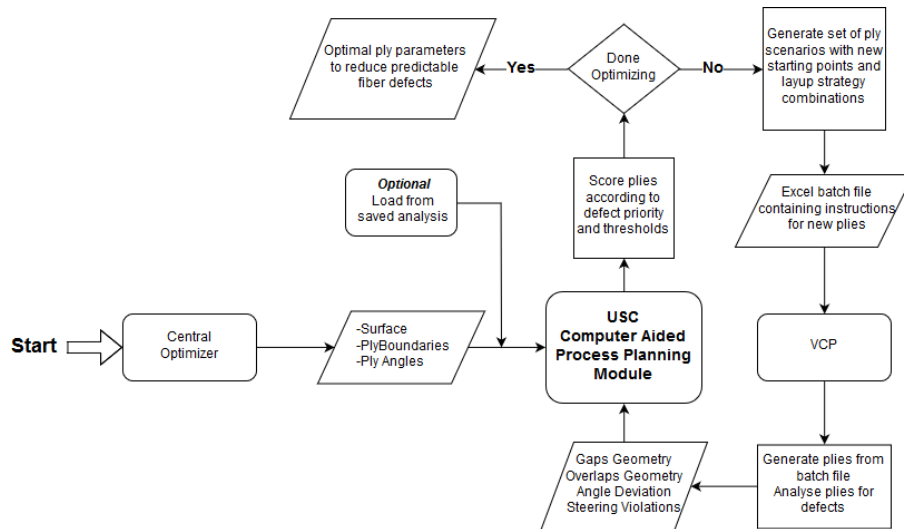 Optimal ply parameters
to reduce predictable
fiber defects
Yes
Done
Optimizing
No
Generate set of ply
scenarios with new
starting points and
layup strategy
combinations
Optional
Load from
saved analysis
Score plies
according to
defect priority
and thresholds
Excel batch file
containing instructions
for new plies
Start
Central
Optimizer
-Surface
-PlyBoundaries
-Ply Angles
USC
Computer Aided
Process Planning
Module
VCP
Gaps Geometry
Overlaps Geometry
Angle Deviation
Steering Violations
Generate plies from
batch file
Analyse plies for
defects